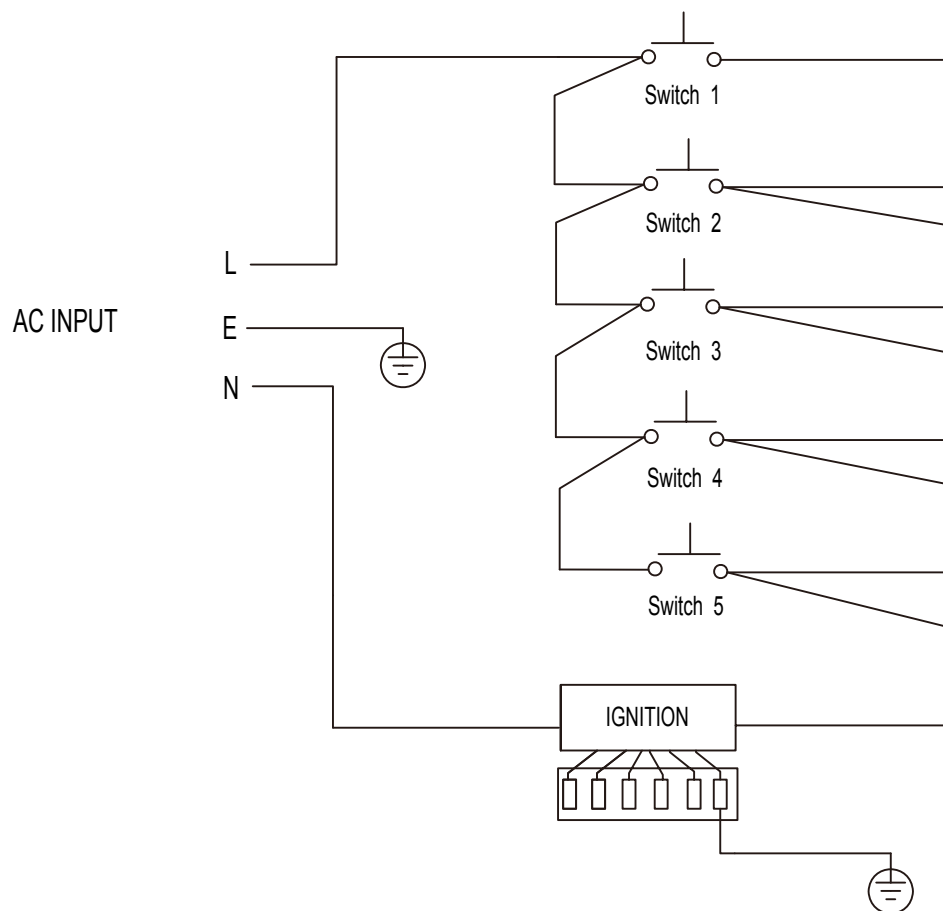 Switch 1
Switch 2
L
AC INPUT
E
Switch 3
N
Switch 4
Switch 5
IGNITION